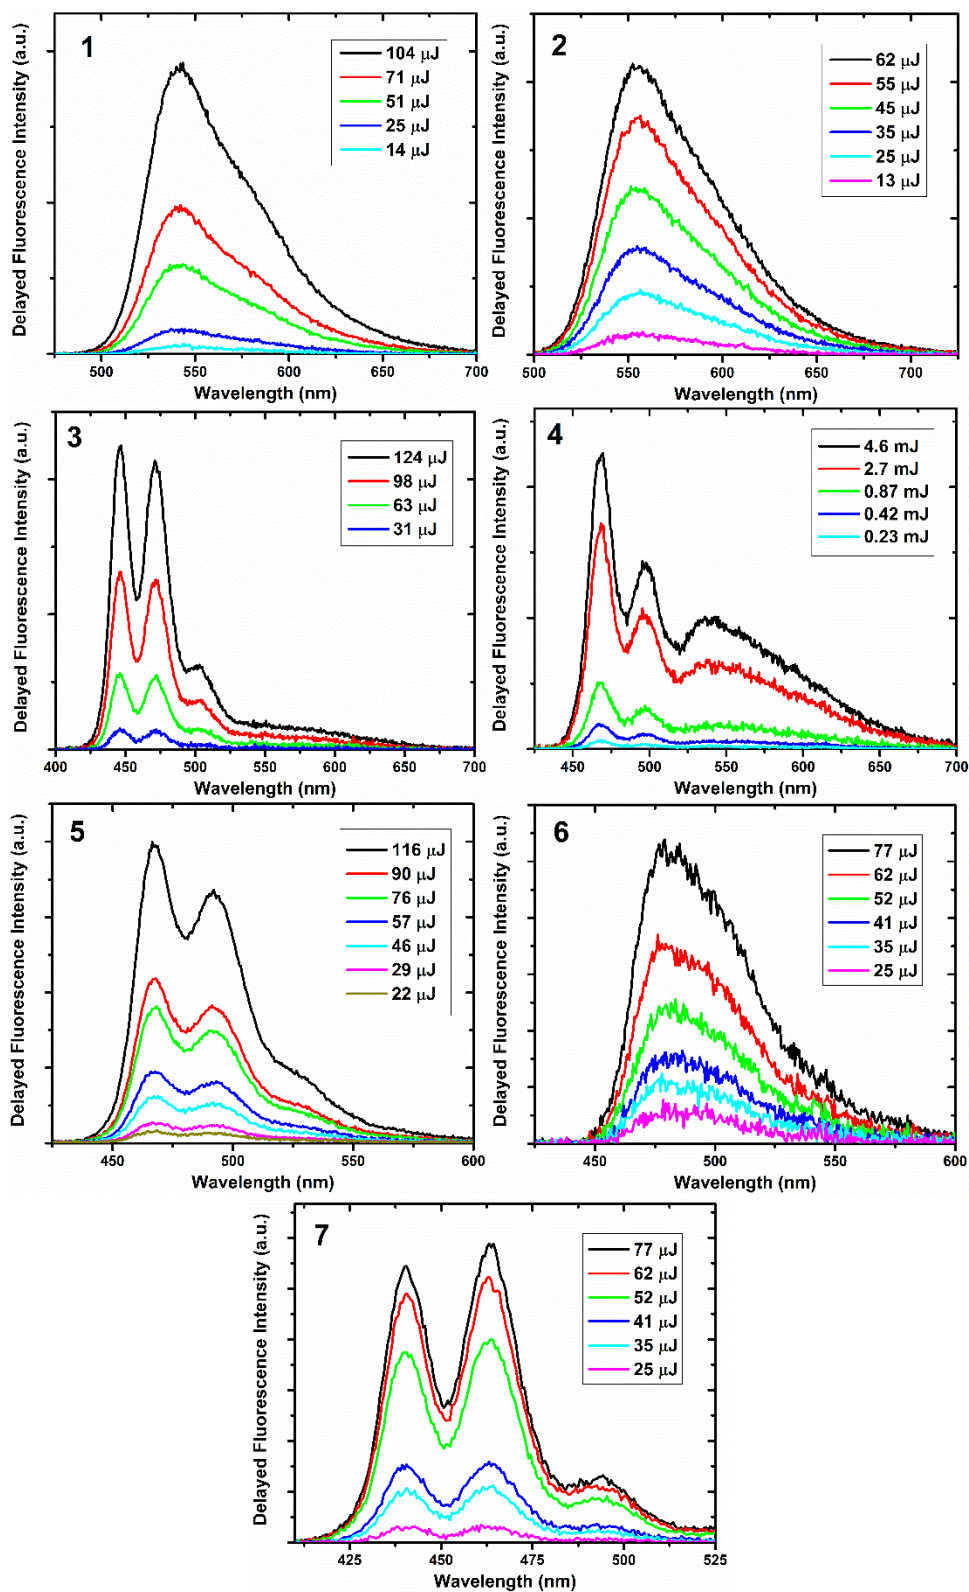 1
104 μJ
71 μJ
51 μJ
25 μJ
14 μJ
Delayed Fluorescence Intensity (a.u.)
500 550 600 650 700
Wavelength (nm)
2
62 μJ
55 μJ
45 μJ
35 μJ
25 μJ
13 μJ
Delayed Fluorescence Intensity (a.u.)
500 550 600 650 700
Wavelength (nm)
3
124 μJ
98 μJ
63 μJ
31 μJ
Delayed Fluorescence Intensity (a.u.)
400 450 500 550 600 650 700
Wavelength (nm)
4
4.6 mJ
2.7 mJ
0.87 mJ
0.42 mJ
0.23 mJ
Delayed Fluorescence Intensity (a.u.)
450 500 550 600 650 700
Wavelength (nm)
5
116 μJ
90 μJ
76 μJ
57 μJ
46 μJ
29 μJ
22 μJ
Delayed Fluorescence Intensity (a.u.)
450 500 550 600
Wavelength (nm)
6
77 μJ
62 μJ
52 μJ
41 μJ
35 μJ
25 μJ
Delayed Fluorescence Intensity (a.u.)
450 500 550 600
Wavelength (nm)
7
77 μJ
62 μJ
52 μJ
41 μJ
35 μJ
25 μJ
Delayed Fluorescence Intensity (a.u.)
425 450 475 500 525
Wavelength (nm)